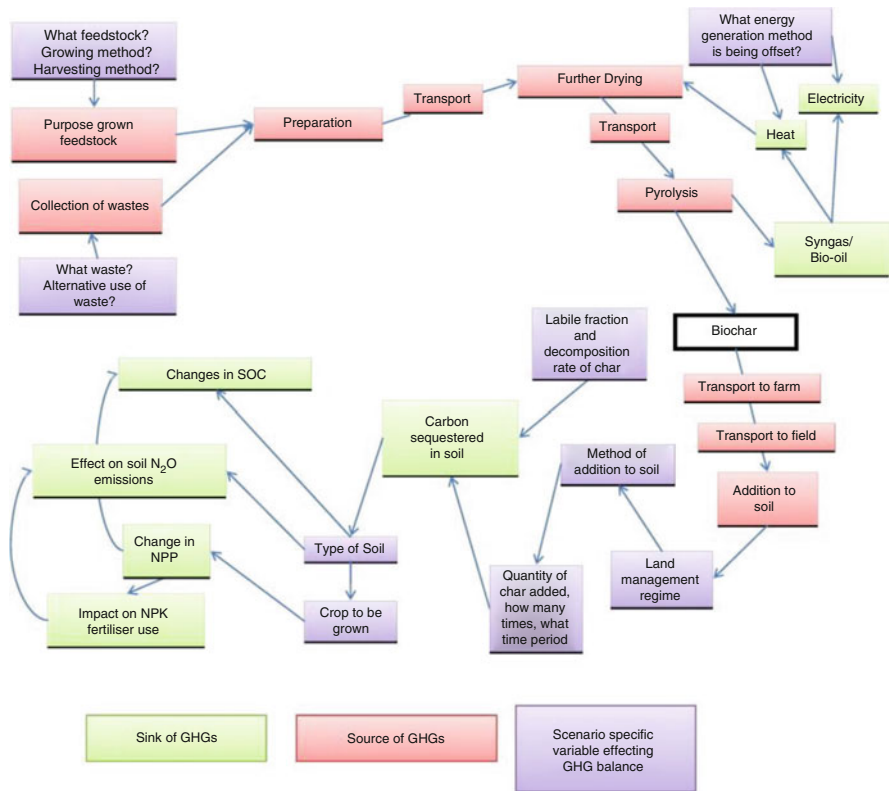 What feedstock?
Growing method?
Harvesting method?
What energy
generation method
is being offset?
Further Drying
Transport
Electricity
Purpose grown
feedstock
Preparation
Transport
Heat
Collection of wastes
Pyrolysis
Syngas/
Bio-oil
What waste?
Alternative use of
waste?
Labile fraction
and
decomposition
rate of char
Biochar
Changes in SOC
Transport to farm
Carbon
sequestered
in soil
Transport to field
Effect on soil N2O
emissions
Method of
addition to soil
Addition to
soil
Change in
NPP
Type of Soil
Land
management
regime
Quantity of
char added,
how many
times, what
time period
Impact on NPK
fertiliser use
Crop to be
grown
Sink of GHGs
Source of GHGs
Scenario specific
variable effecting
GHG balance